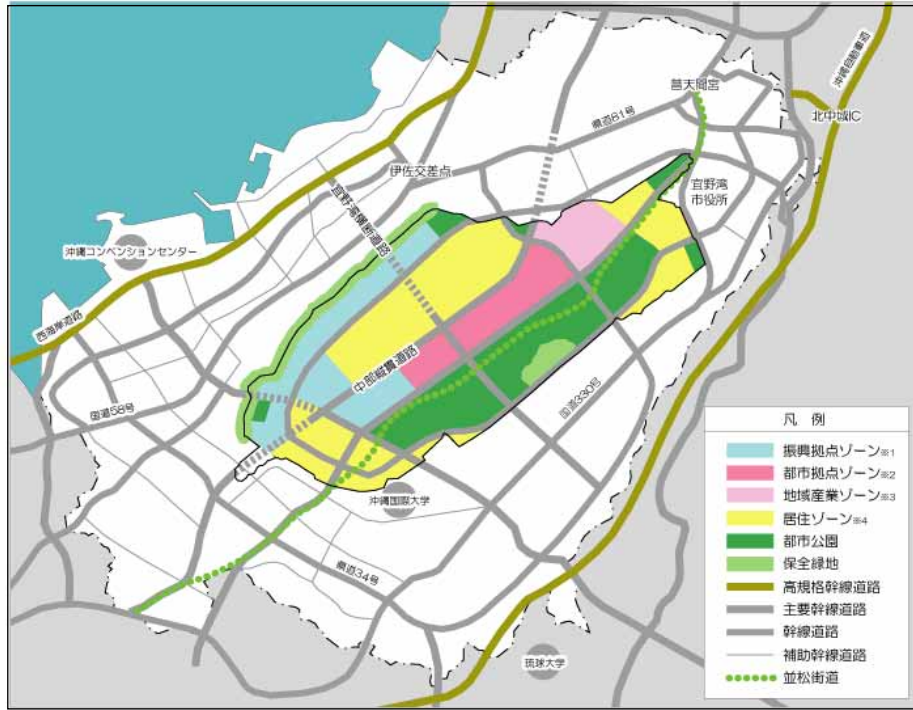 普天間宮
沖縄自動車道
北中城IC
県道81号
伊佐交差点
宜野湾
市役所
宜野湾横断道路
沖縄コンベンションセンター
西海岸道路
中部縦貫道路
国道58号
国道330号
沖縄国際大学
県道34号
琉球大学
凡 例
振興拠点ゾーン※1
都市拠点ゾーン※2
地域産業ゾーン※3
居住ゾーン※4
都市公園
保全緑地
高規格幹線道路
主要幹線道路
幹線道路
補助幹線道路
並松街道